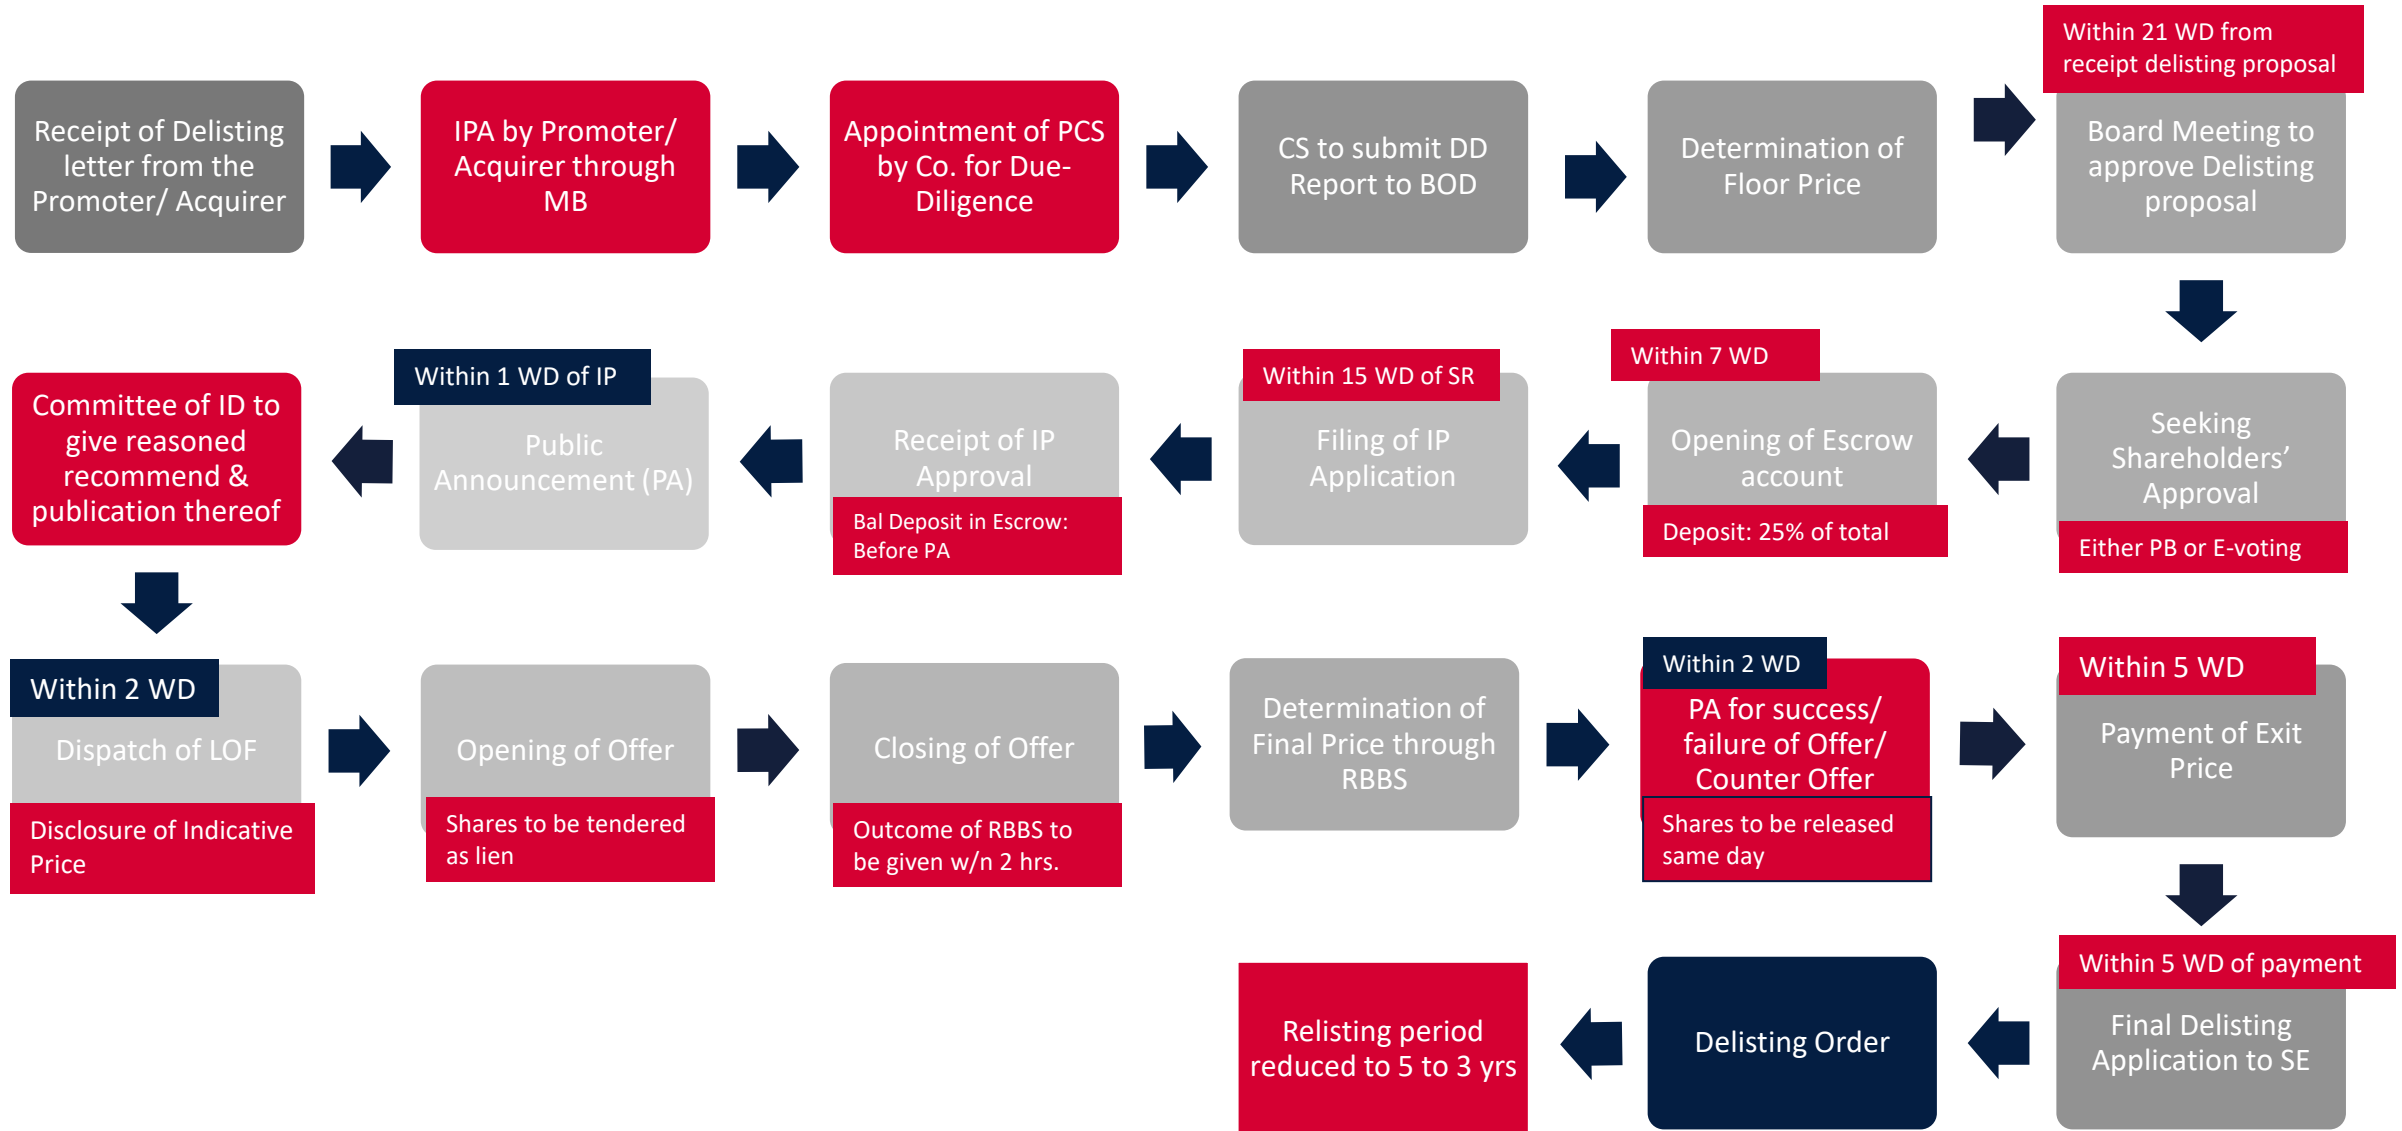 Receipt of Delisting
letter from the
Promoter/ Acquirer
IPA by Promoter/
Acquirer through
MB
Appointment of PCS
by Co. for Due-
Diligence
CS to submit DD
Report to BOD
Determination of
Floor Price
Within 21 WD from
receipt delisting proposal
Board Meeting to
approve Delisting
proposal
Seeking
Shareholders’
Approval
Either PB or E-voting
Within 7 WD
Opening of Escrow
account
Deposit: 25% of total
Within 15 WD of SR
Filing of IP
Application
Receipt of IP
Approval
Bal Deposit in Escrow:
Before PA
Within 1 WD of IP
Public
Announcement (PA)
Committee of ID to
give reasoned
recommend &
publication thereof
Within 2 WD
Dispatch of LOF
Disclosure of Indicative
Price
Opening of Offer
Shares to be tendered
as lien
Closing of Offer
Outcome of RBBS to
be given w/n 2 hrs.
Determination of
Final Price through
RBBS
Within 2 WD
PA for success/
failure of Offer/
Counter Offer
Shares to be released
same day
Within 5 WD
Payment of Exit
Price
Within 5 WD of payment
Final Delisting
Application to SE
Delisting Order
Relisting period
reduced to 5 to 3 yrs